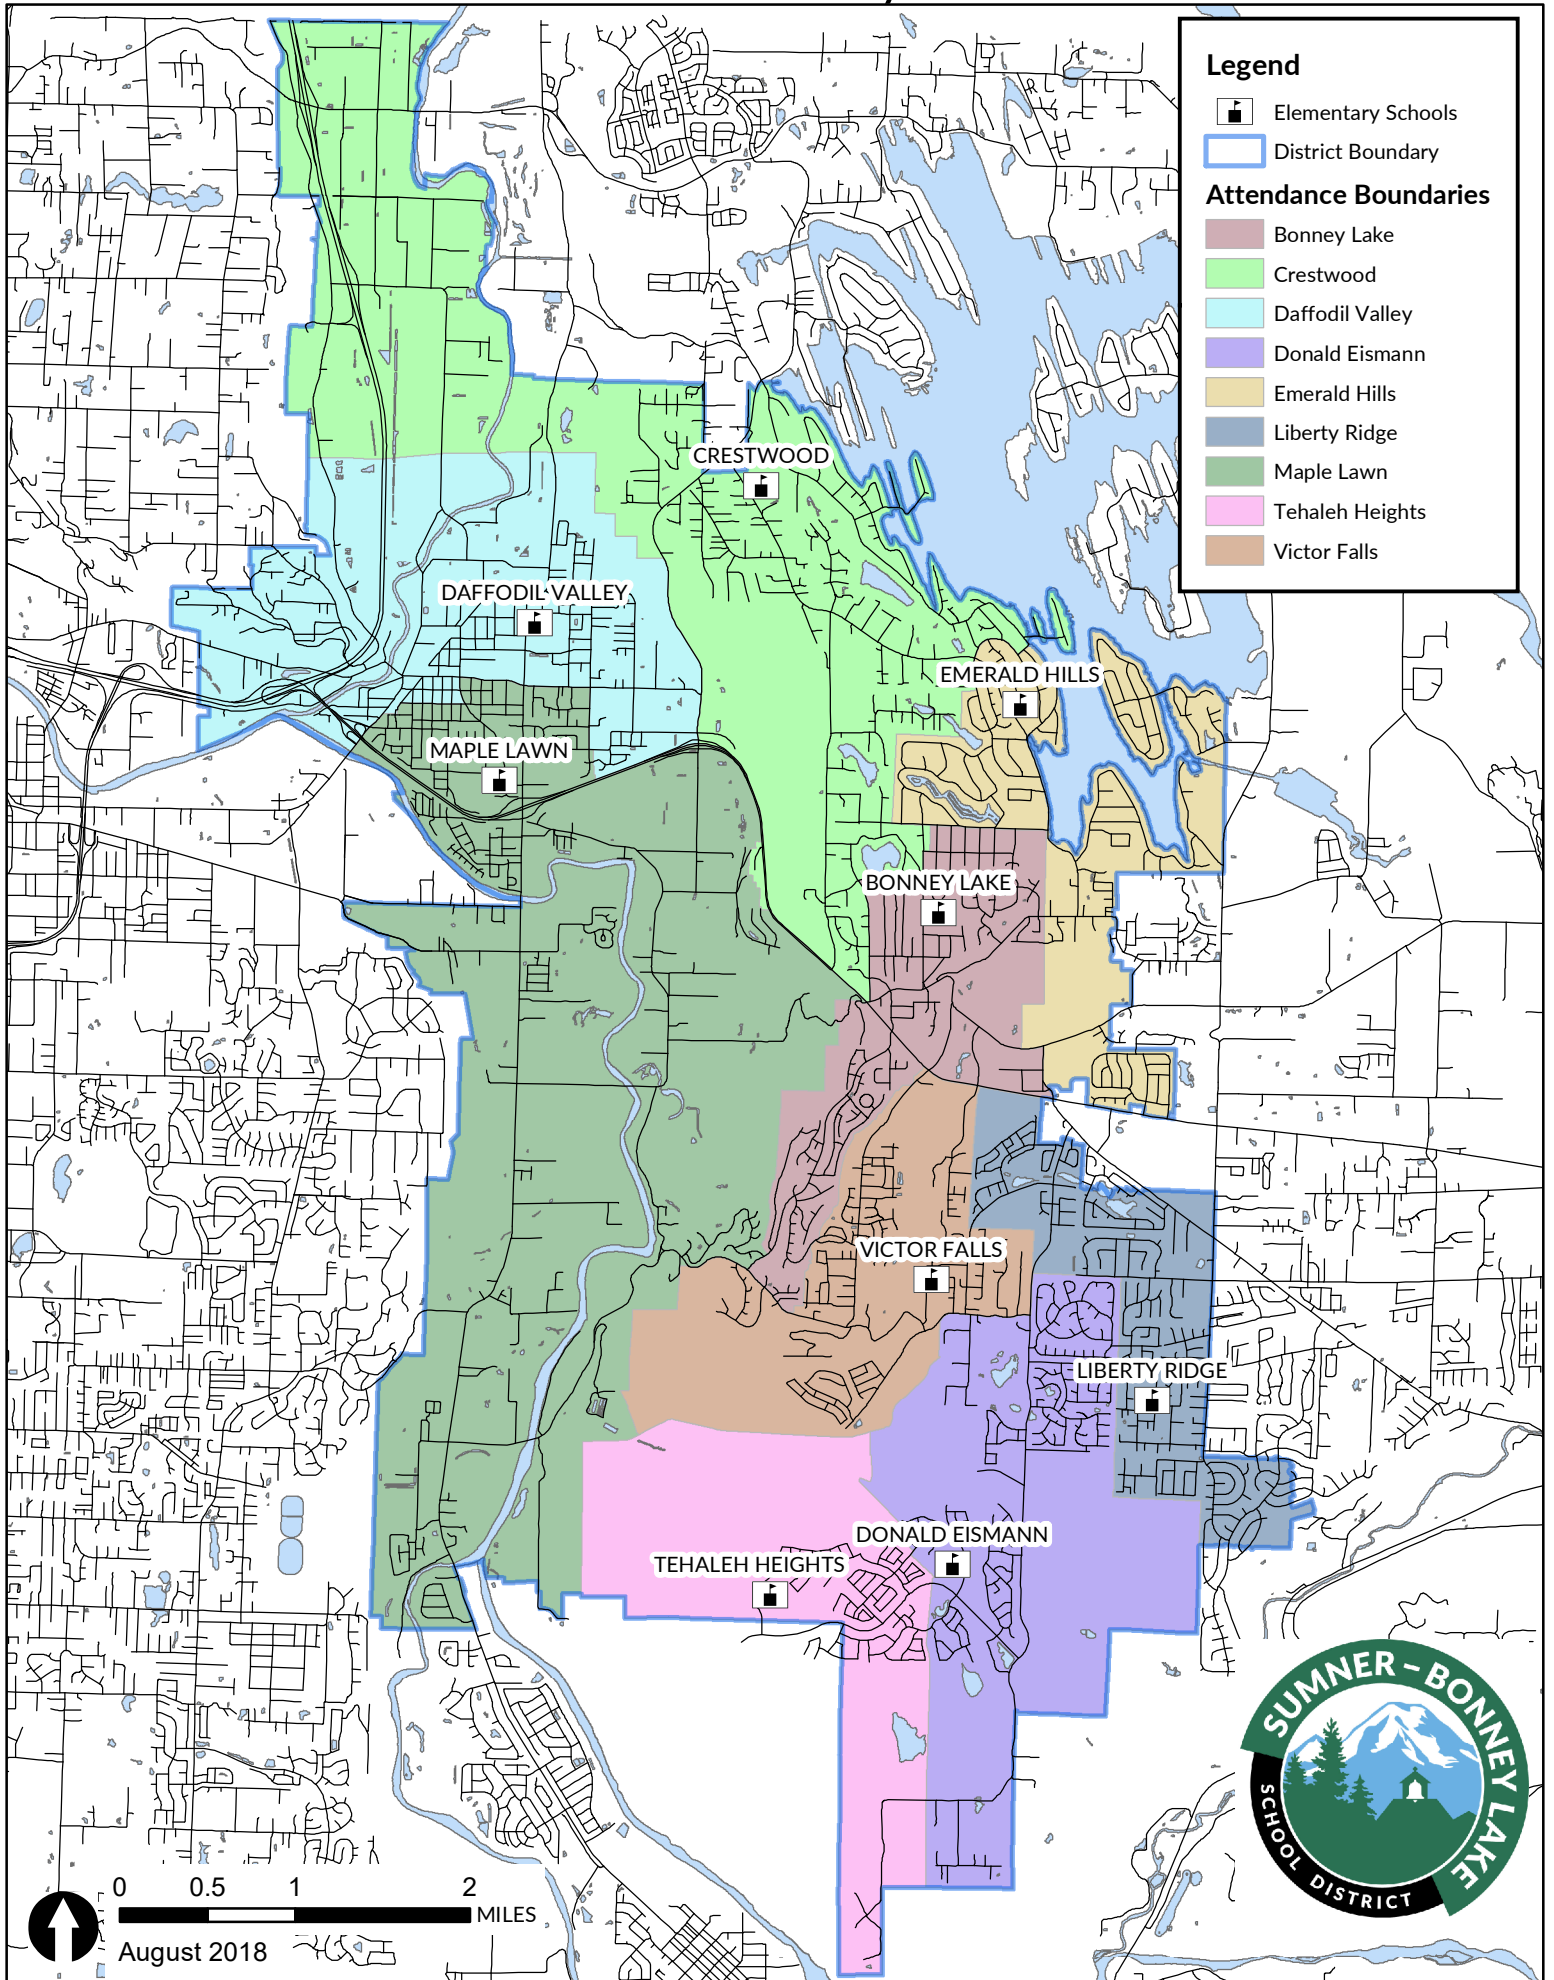 Legend
Elementary Schools
District Boundary
Attendance Boundaries
Bonney Lake
Crestwood
Daffodil Valley
Donald Eismann
Emerald Hills
Liberty Ridge
Maple Lawn
Tehaleh Heights
Victor Falls
CRESTWOOD
DAFFODIL VALLEY
EMERALD HILLS
MAPLE LAWN
BONNEY LAKE
VICTOR FALLS
LIBERTY RIDGE
DONALD EISMANN
TEHALEH HEIGHTS
SUMNER – BONNEY LAKE
SCHOOL DISTRICT
0 0.5 1 2
MILES
August 2018